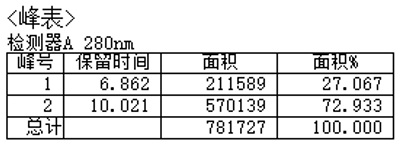 <峰表>
检测器A 280nm
峰号 保留时间 面积 面积%
1 6.862 211589 27.067
2 10.021 570139 72.933
总计 781727 100.000